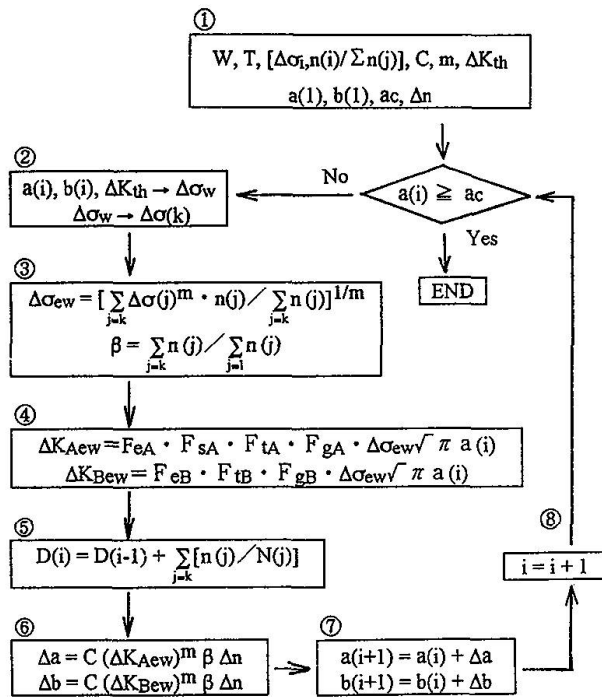 ①
W, T, [Δσi,n(i)/Σn(j)], C, m, ΔKth
a(1), b(1), ac, Δn
②
a(i), b(i), ΔKth → Δσw
Δσw → Δσ(k)
No
a(i) ≧ ac
Yes
END
③
Δσew = [ Σ Δσ(j)^m · n(j) ／ Σ n(j) ]^1/m
j=k j=k
β = Σ n(j) ／ Σ n(j)
j=k j=1
④
ΔKAew = FeA · FsA · FtA · FgA · Δσew√ π a(i)
ΔKBew = FeB · FtB · FgB · Δσew√ π a(i)
⑤
D(i) = D(i-1) + Σ [n(j) ／ N(j)]
j=k
⑧
i = i + 1
⑥
Δa = C (ΔKAew)^m β Δn
Δb = C (ΔKBew)^m β Δn
⑦
a(i+1) = a(i) + Δa
b(i+1) = b(i) + Δb